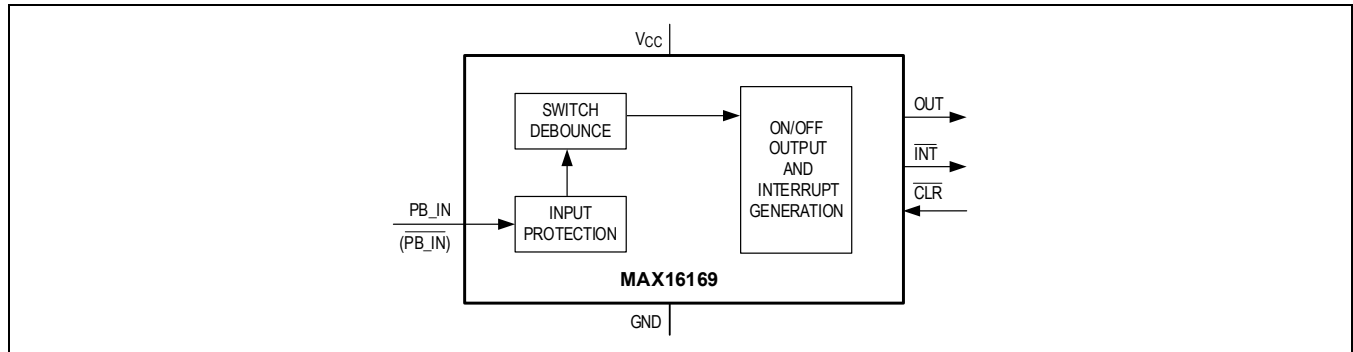 VCC
SWITCH
DEBOUNCE
ON/OFF
OUTPUT
AND
INTERRUPT
GENERATION
OUT
INT
CLR
PB_IN
(PB_IN)
INPUT
PROTECTION
MAX16169
GND